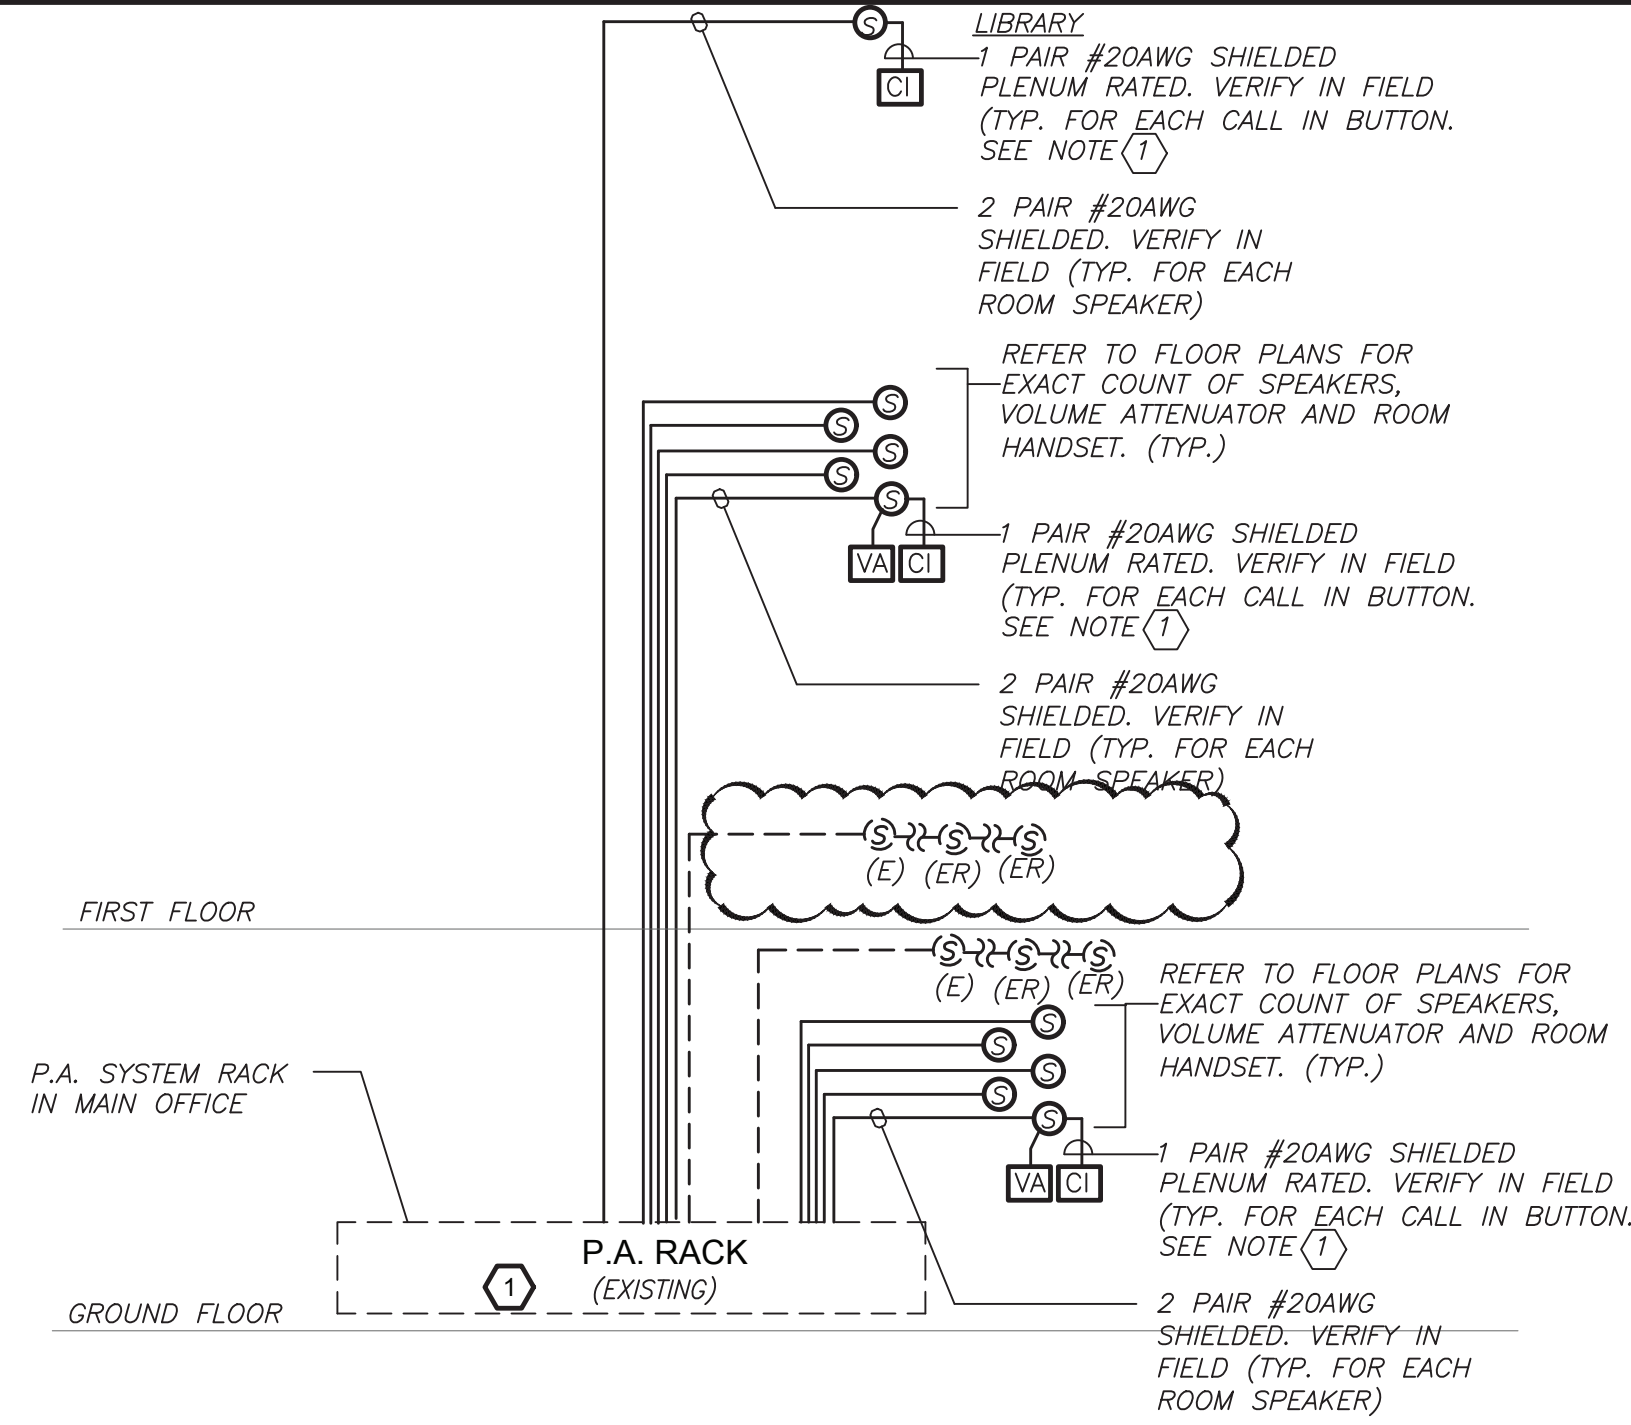 S
LIBRARY
1 PAIR #20AWG SHIELDED
CI
PLENUM RATED. VERIFY IN FIELD
(TYP. FOR EACH CALL IN BUTTON.
SEE NOTE 1
2 PAIR #20AWG
SHIELDED. VERIFY IN
FIELD (TYP. FOR EACH
ROOM SPEAKER)
REFER TO FLOOR PLANS FOR
EXACT COUNT OF SPEAKERS,
VOLUME ATTENUATOR AND ROOM
HANDSET. (TYP.)
S
S
S
S
S
VA CI
1 PAIR #20AWG SHIELDED
PLENUM RATED. VERIFY IN FIELD
(TYP. FOR EACH CALL IN BUTTON.
SEE NOTE 1
2 PAIR #20AWG
SHIELDED. VERIFY IN
FIELD (TYP. FOR EACH
ROOM SPEAKER)
S S S
(E) (ER) (ER)
FIRST FLOOR
S S S
(E) (ER) (ER)
REFER TO FLOOR PLANS FOR
EXACT COUNT OF SPEAKERS,
VOLUME ATTENUATOR AND ROOM
HANDSET. (TYP.)
S
S
S
S
S
VA CI
P.A. SYSTEM RACK
IN MAIN OFFICE
1 PAIR #20AWG SHIELDED
PLENUM RATED. VERIFY IN FIELD
(TYP. FOR EACH CALL IN BUTTON.
SEE NOTE 1
P.A. RACK
1
(EXISTING)
GROUND FLOOR
2 PAIR #20AWG
SHIELDED. VERIFY IN
FIELD (TYP. FOR EACH
ROOM SPEAKER)